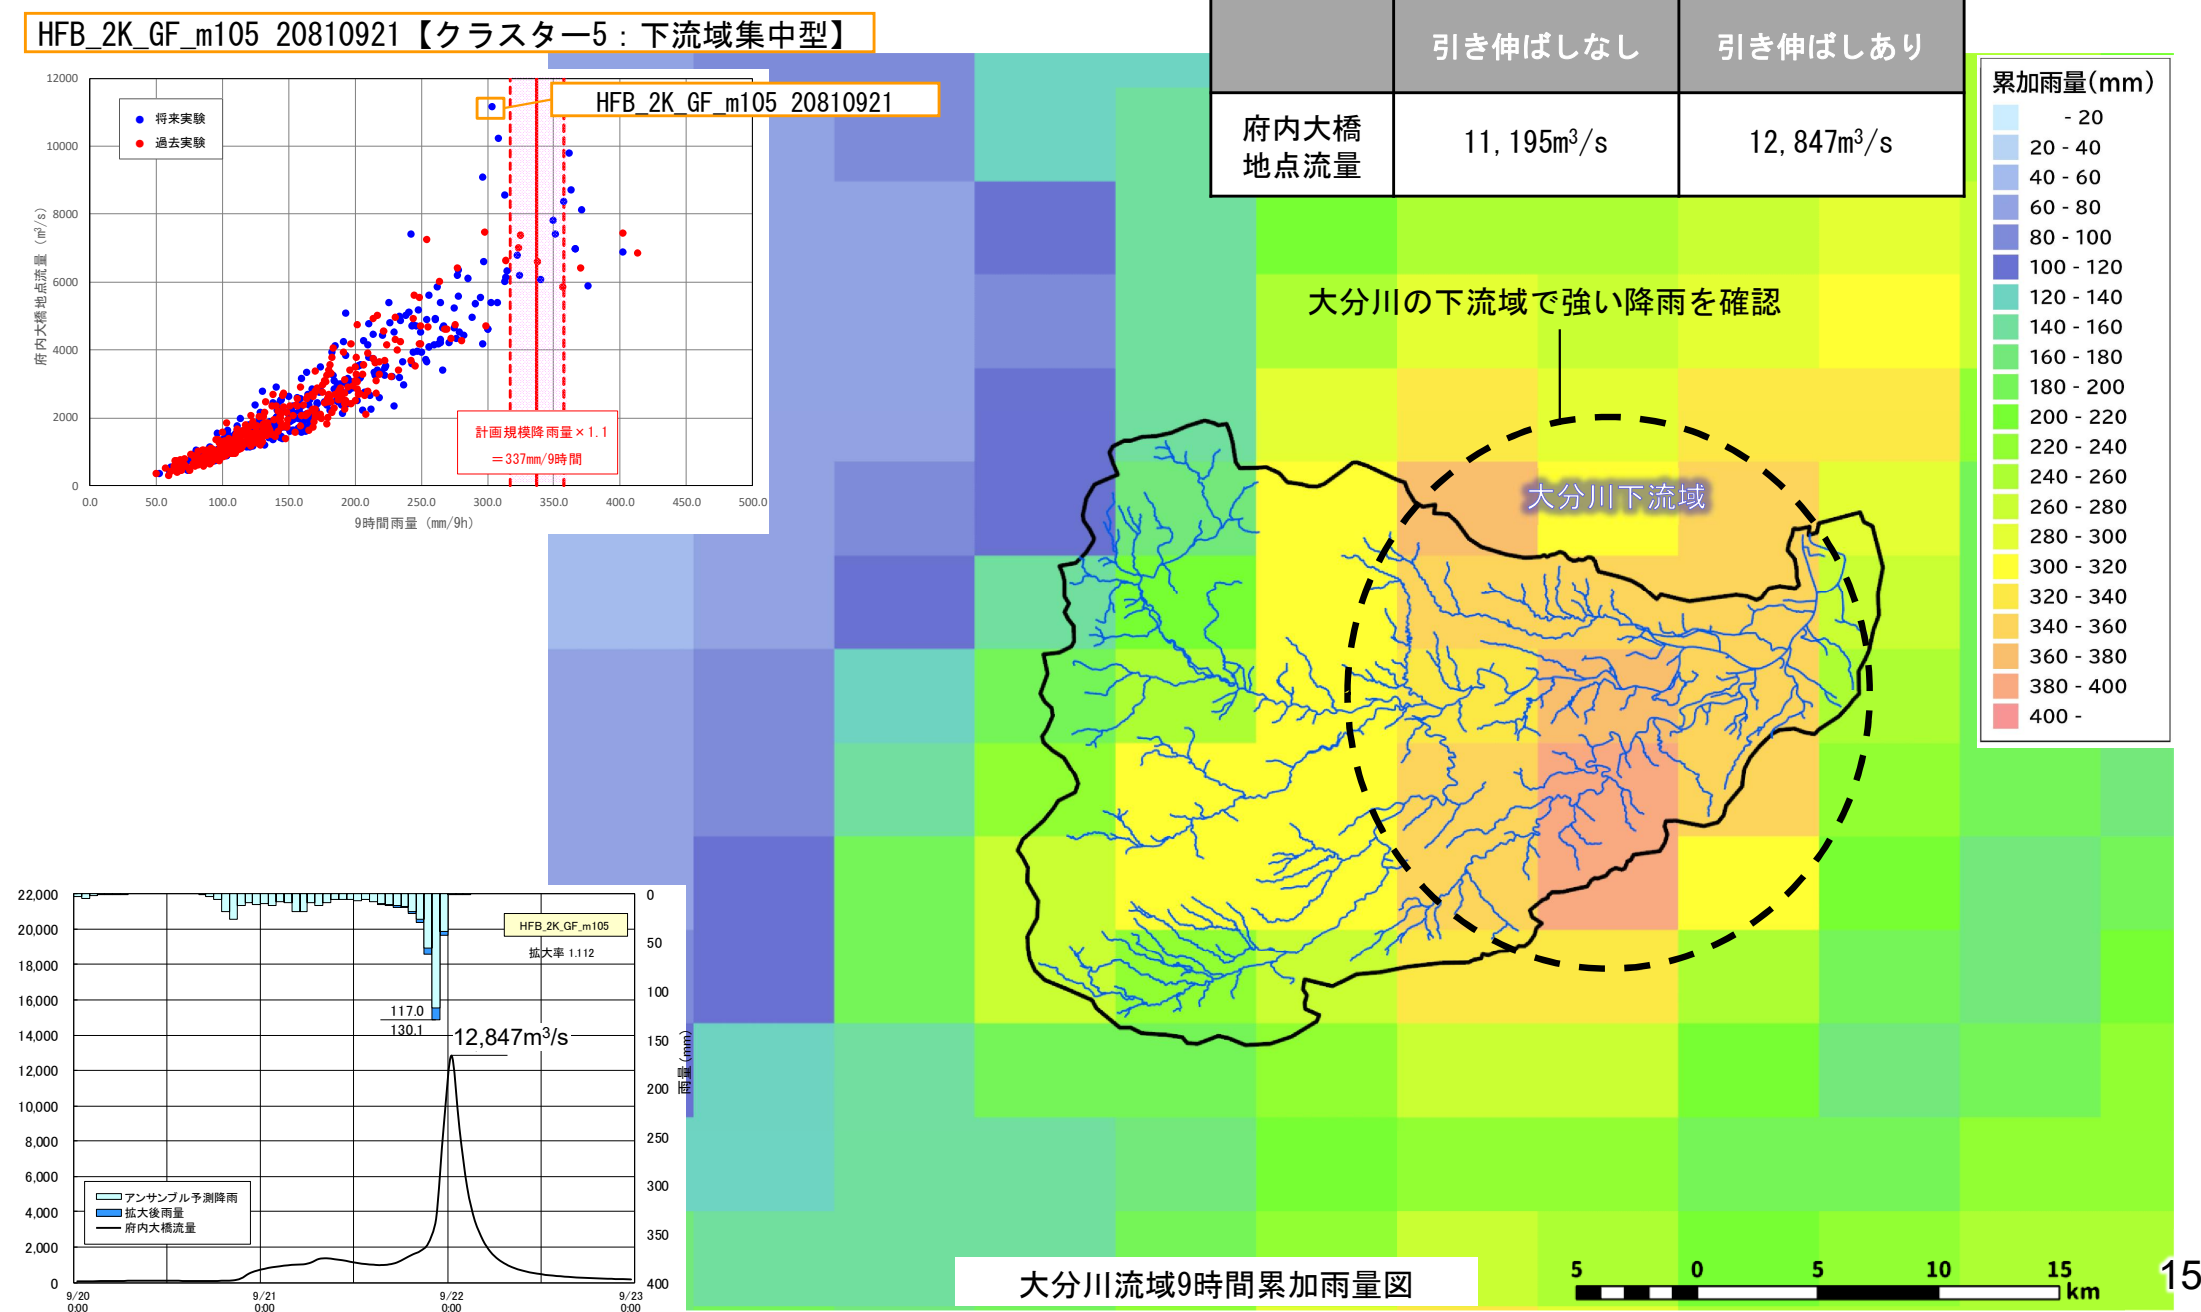 HFB_2K_GF_m105 20810921【クラスター5：下流域集中型】
引き伸ばしなし
引き伸ばしあり
府内大橋
地点流量
11,195m³/s
12,847m³/s
HFB_2K_GF_m105 20810921
将来実験
過去実験
府内大橋地点流量（m³/s）
12000
10000
8000
6000
4000
2000
0
0.0
50.0
100.0
150.0
200.0
250.0
300.0
350.0
400.0
450.0
500.0
9時間雨量（mm/9h）
計画規模降雨量×1.1
＝337mm/9時間
累加雨量(mm)
- 20
20 - 40
40 - 60
60 - 80
80 - 100
100 - 120
120 - 140
140 - 160
160 - 180
180 - 200
200 - 220
220 - 240
240 - 260
260 - 280
280 - 300
300 - 320
320 - 340
340 - 360
360 - 380
380 - 400
400 -
大分川の下流域で強い降雨を確認
大分川下流域
22,000
20,000
18,000
16,000
14,000
12,000
10,000
8,000
6,000
4,000
2,000
0
0
50
100
150
200
250
300
350
400
雨量(mm)
HFB_2K_GF_m105
拡大率 1.112
117.0
130.1
12,847m³/s
アンサンブル予測降雨
拡大後雨量
府内大橋流量
9/20
0:00
9/21
0:00
9/22
0:00
9/23
0:00
大分川流域9時間累加雨量図
5
0
5
10
15
km
15